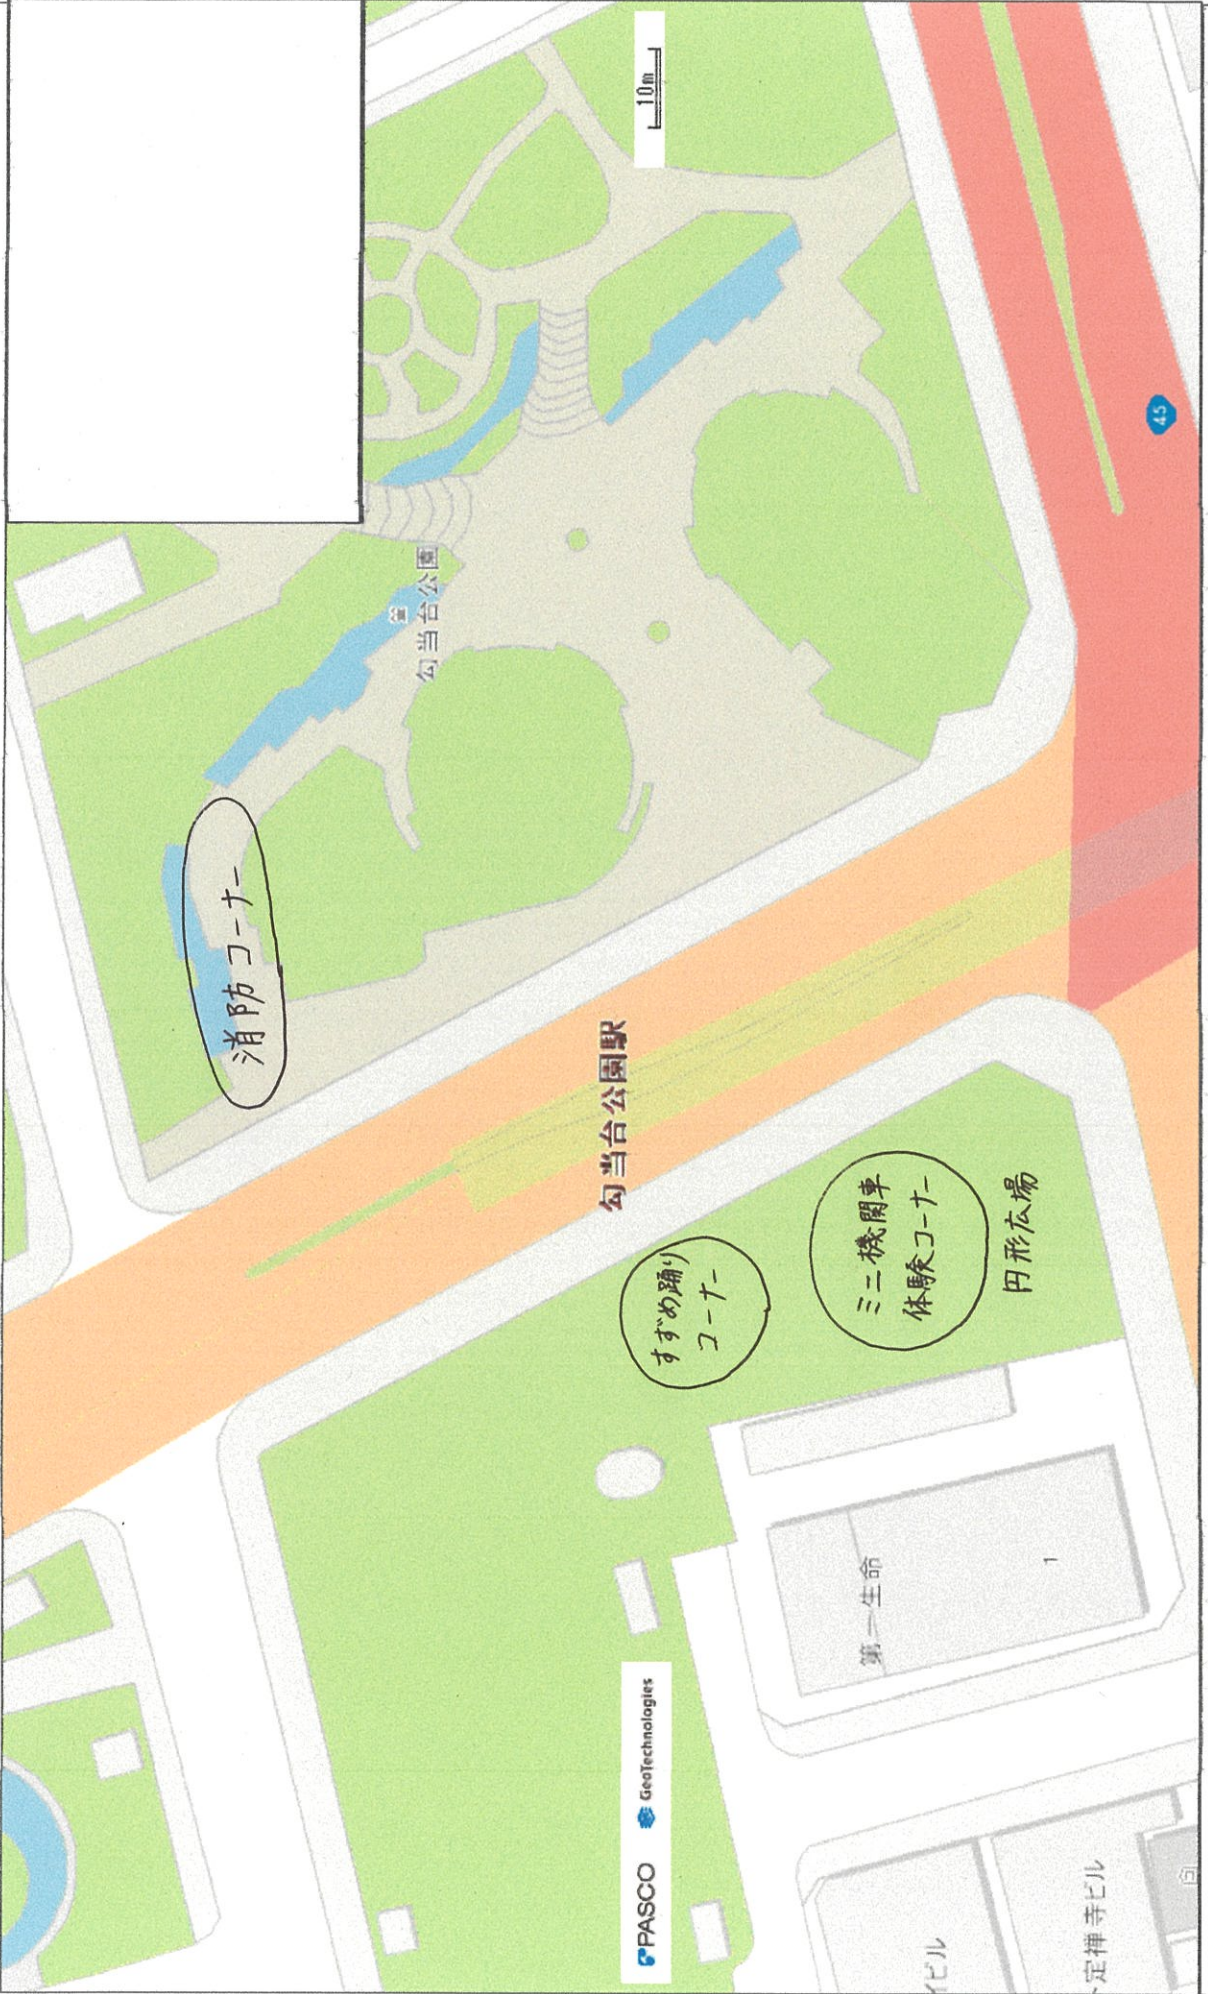 10m
45
勾当台公園
消防コーナー
勾当台公園駅
すずめ踊り
コーナー
ミニ機関車
体験コーナー
円形広場
第一生命
1
PASCO
GeoTechnologies
イビル
定禅寺ビル